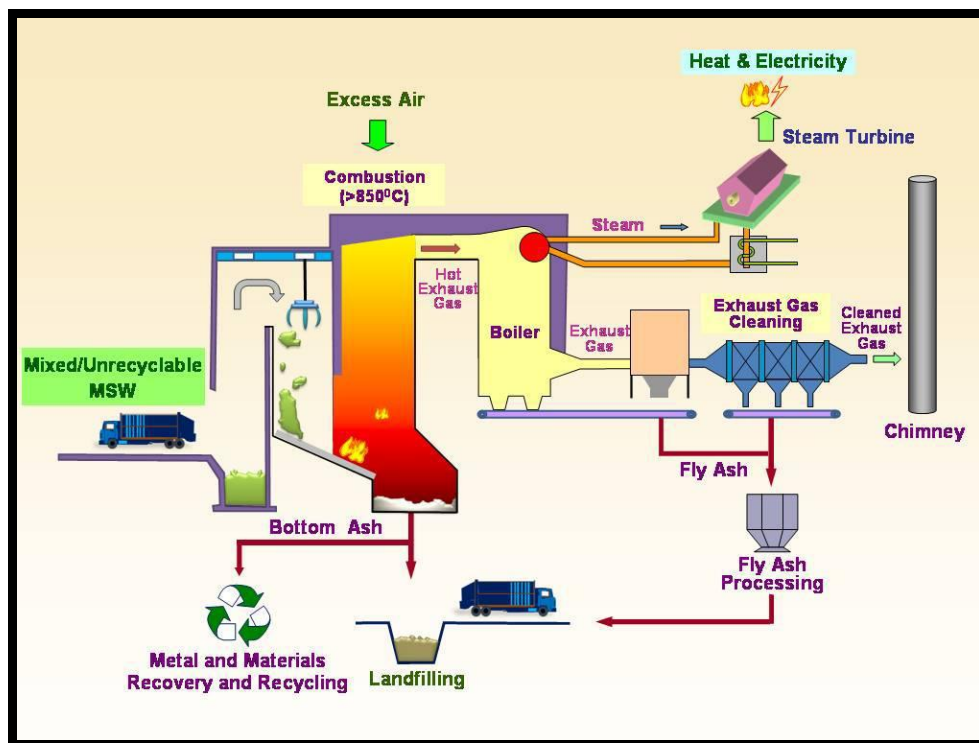 Heat & Electricity
Excess Air
Steam Turbine
Combustion
(>850⁰C)
Steam
Hot
Exhaust
Gas
Boiler
Exhaust
Gas
Exhaust Gas
Cleaning
Cleaned
Exhaust
Gas
Mixed/Unrecyclable
MSW
Chimney
Fly Ash
Bottom Ash
Fly Ash
Processing
Metal and Materials
Recovery and Recycling
Landfilling